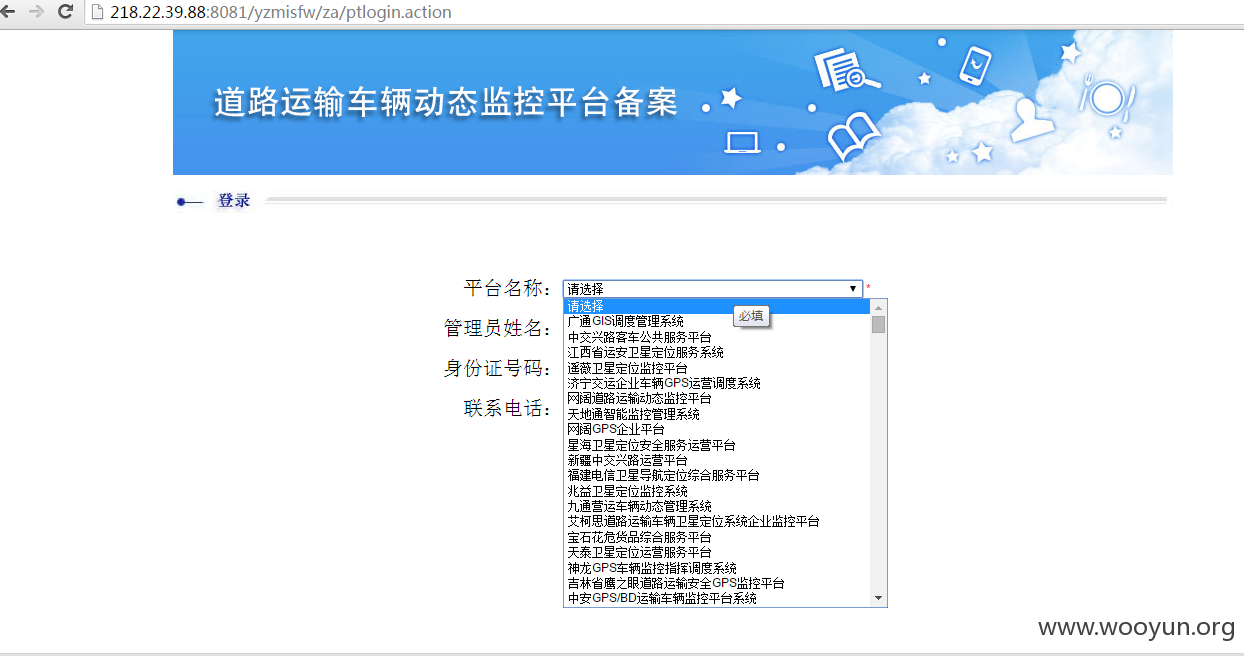 218.22.39.88:8081/yzmisfw/za/ptlogin.action
道路运输车辆动态监控平台备案
登录
平台名称： 请选择 *
请选择
必填
管理员姓名：
身份证号码：
联系电话：
广通GIS调度管理系统
中交兴路客车公共服务平台
江西省运安卫星定位服务系统
遥薇卫星定位监控平台
济宁交运企业车辆GPS运营调度系统
网阔道路运输动态监控平台
天地通智能监控管理系统
网阔GPS企业平台
星海卫星定位安全服务运营平台
新疆中交兴路运营平台
福建电信卫星导航定位综合服务平台
兆益卫星定位监控系统
九通营运车辆动态管理系统
艾柯思道路运输车辆卫星定位系统企业监控平台
宝石花危货品综合服务平台
天泰卫星定位运营服务平台
神龙GPS车辆监控指挥调度系统
吉林省鹰之眼道路运输安全GPS监控平台
中安GPS/BD运输车辆监控平台系统
www.wooyun.org